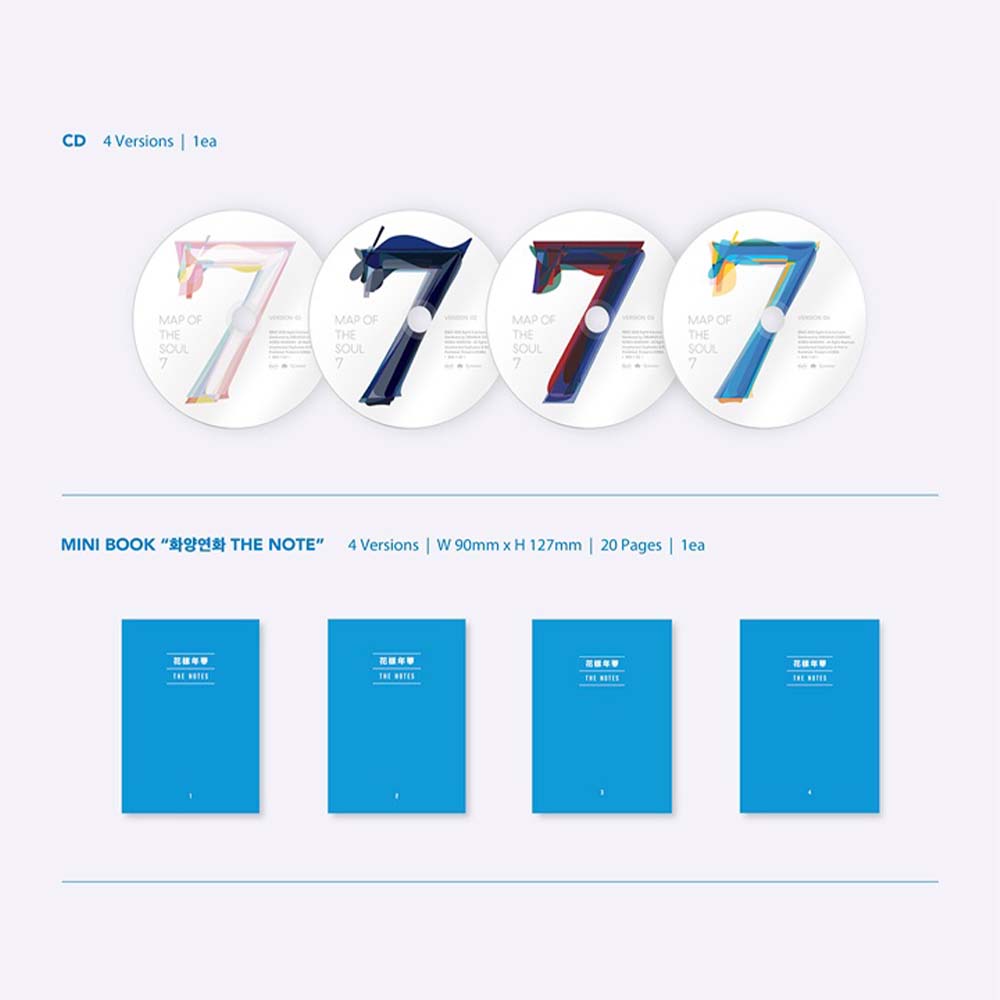 CD 4 Versions | 1ea
MAP OF
THE
SOUL
7
VERSION 01
MAP OF
THE
SOUL
7
VERSION 02
MAP OF
THE
SOUL
7
VERSION 03
MAP OF
THE
SOUL
7
VERSION 04
MINI BOOK “화양연화 THE NOTE” 4 Versions | W 90mm x H 127mm | 20 Pages | 1ea
花樣年華
THE NOTES
1
花樣年華
THE NOTES
2
花樣年華
THE NOTES
3
花樣年華
THE NOTES
4